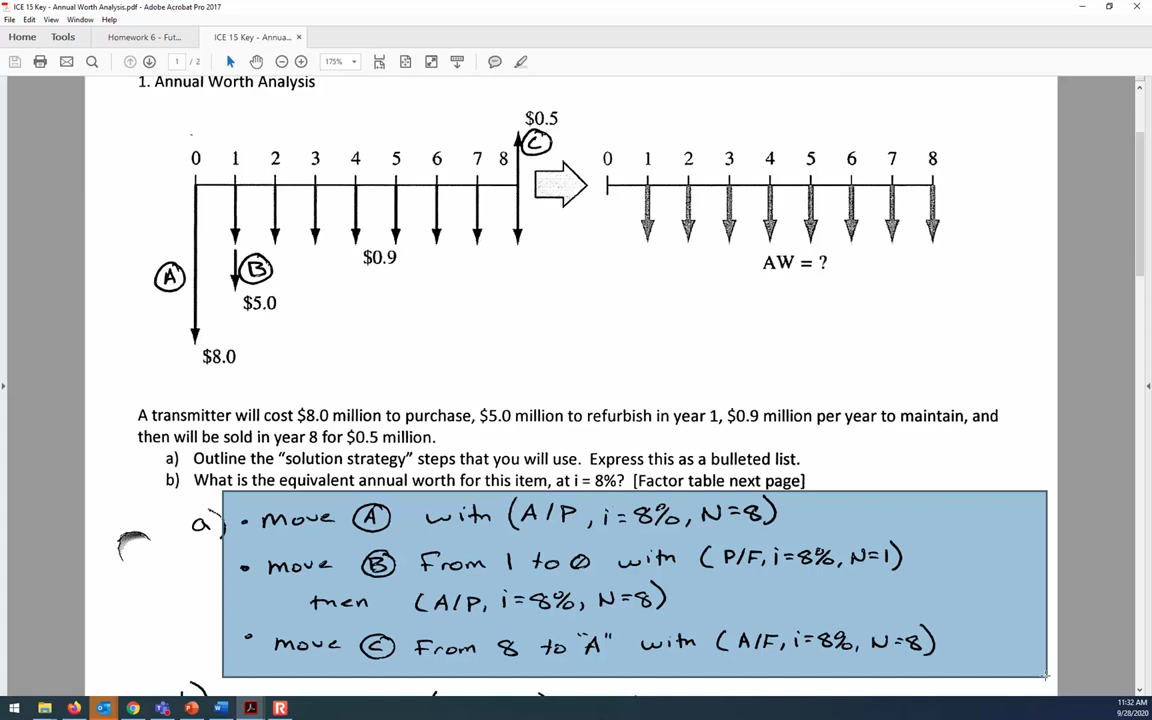 ICE 15 Key - Annual Worth Analysis.pdf - Adobe Acrobat Pro 2017
File Edit View Window Help
Home Tools Homework 6 - Fut... ICE 15 Key - Annua... ×
1 / 2 175%
1. Annual Worth Analysis
$0.5
C
0 1 2 3 4 5 6 7 8
0 1 2 3 4 5 6 7 8
$0.9
AW = ?
A
B
$5.0
$8.0
A transmitter will cost $8.0 million to purchase, $5.0 million to refurbish in year 1, $0.9 million per year to maintain, and
then will be sold in year 8 for $0.5 million.
a) Outline the “solution strategy” steps that you will use. Express this as a bulleted list.
b) What is the equivalent annual worth for this item, at i = 8%? [Factor table next page]
a) • move A with (A/P, i=8%, N=8)
• move B From 1 to 0 with (P/F, i=8%, N=1)
then (A/P, i=8%, N=8)
• move C From 8 to "A" with (A/F, i=8%, N=8)
11:32 AM
9/28/2020